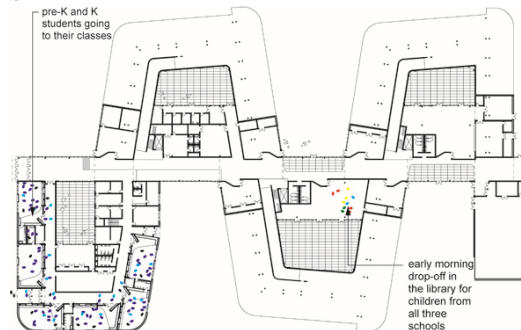 pre-K and K
students going
to their classes
early morning
drop-off in
the library for
children from
all three
schools